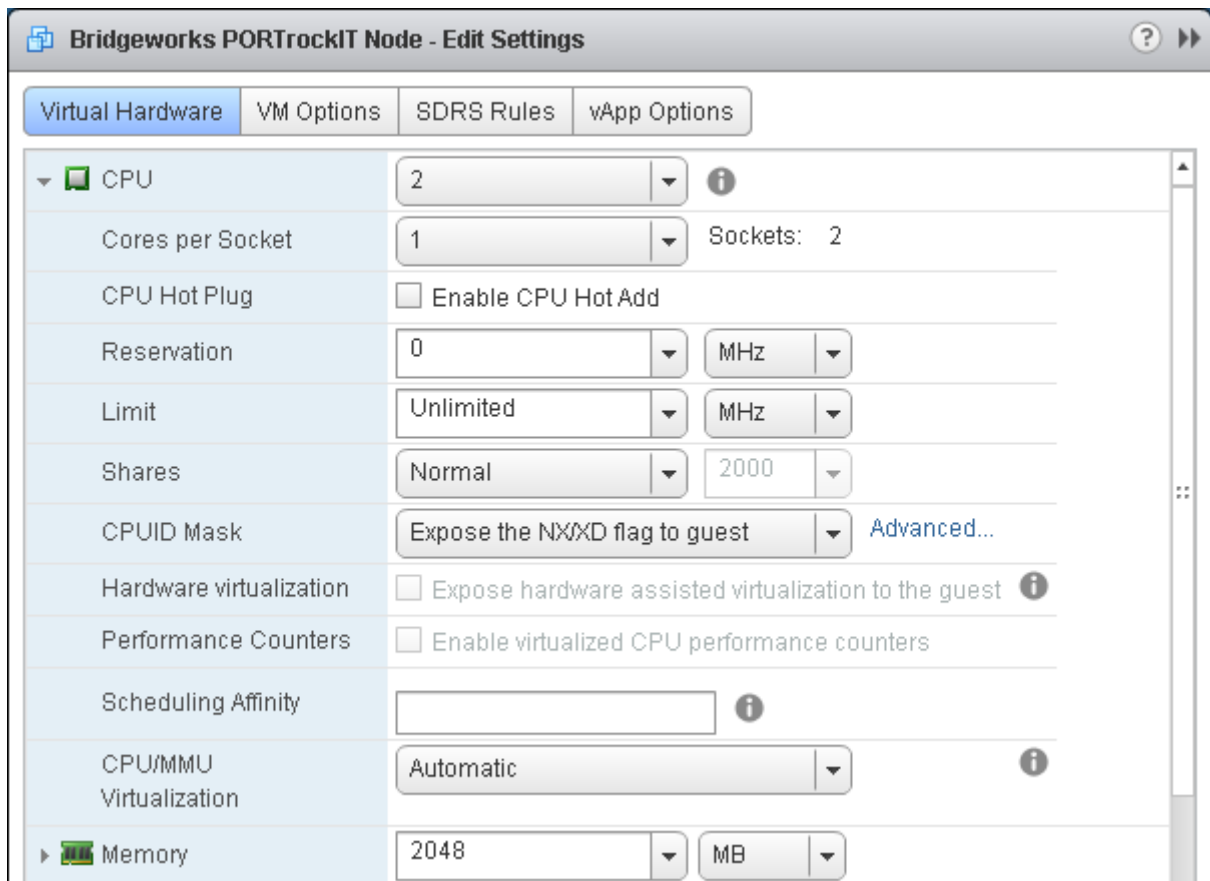 Bridgeworks PORTrockIT Node - Edit Settings ?
Virtual Hardware VM Options SDRS Rules vApp Options
CPU 2
Cores per Socket 1 Sockets: 2
CPU Hot Plug Enable CPU Hot Add
Reservation 0 MHz
Limit Unlimited MHz
Shares Normal 2000
CPUID Mask Expose the NX/XD flag to guest Advanced...
Hardware virtualization Expose hardware assisted virtualization to the guest
Performance Counters Enable virtualized CPU performance counters
Scheduling Affinity
CPU/MMU Automatic
Virtualization
Memory 2048 MB